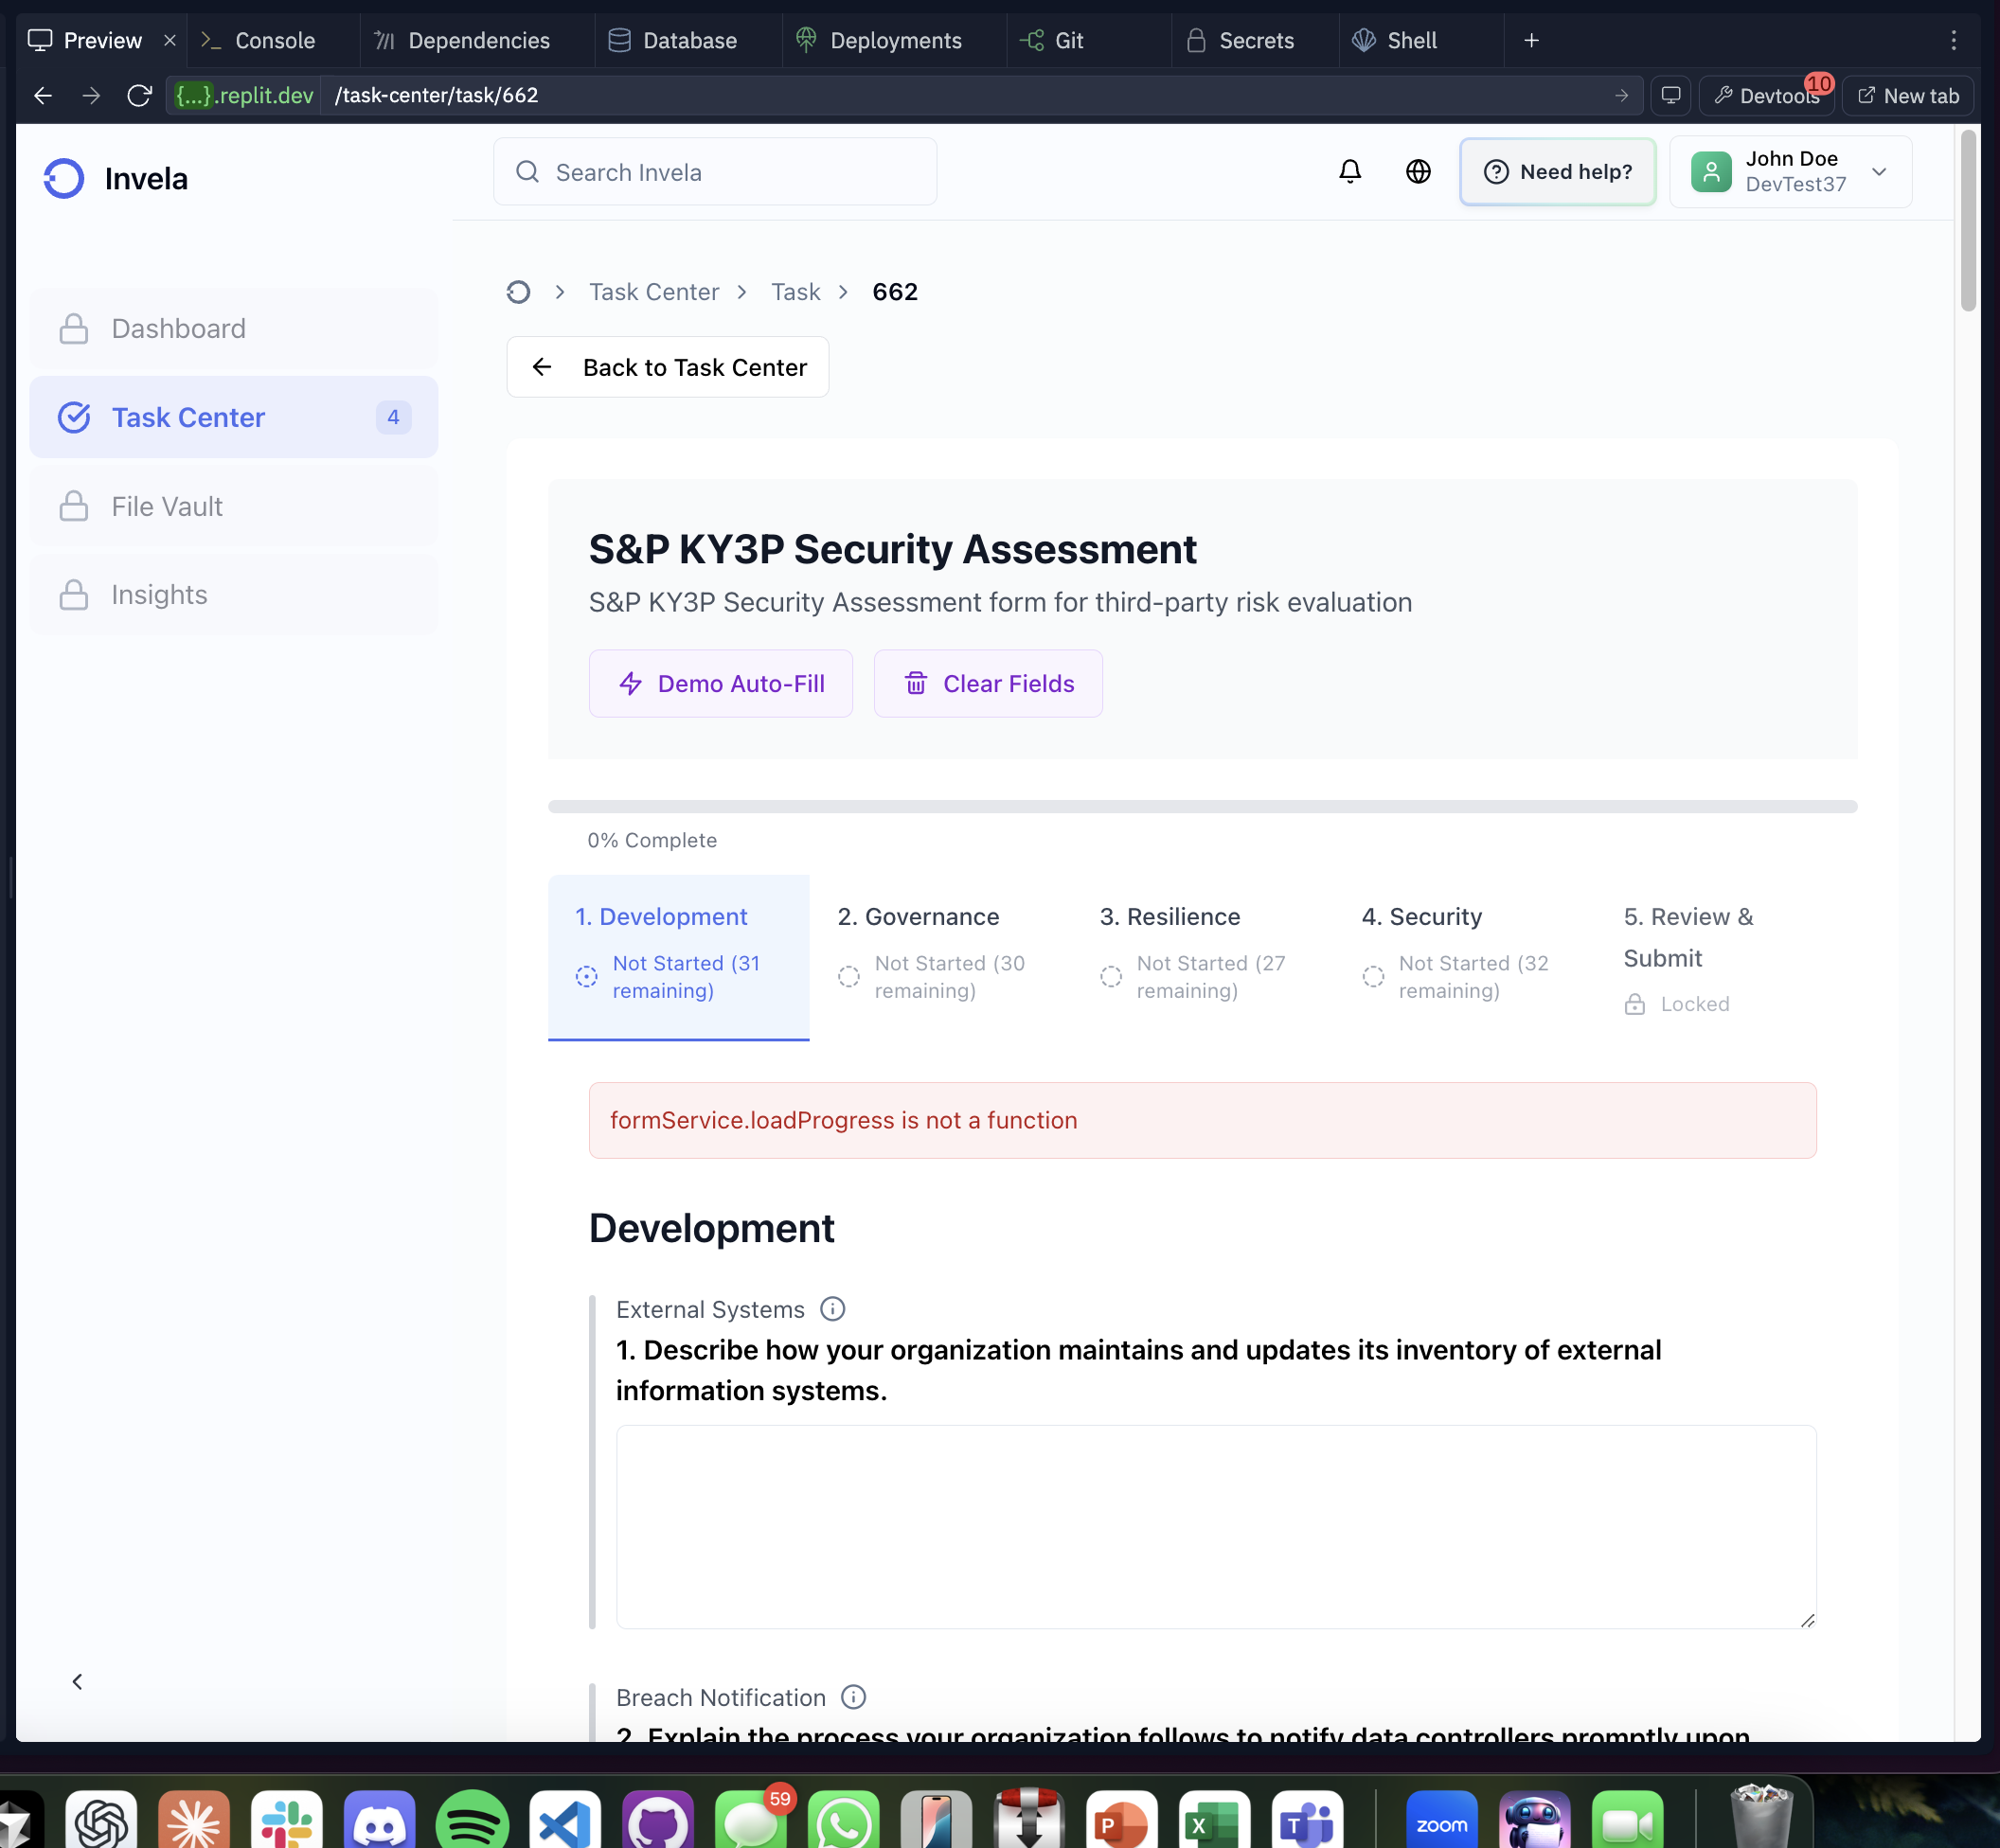 Preview
Console
Dependencies
Database
Deployments
Git
Secrets
Shell
{...}.replit.dev
/task-center/task/662
Devtools
10
New tab
Invela
Search Invela
Need help?
John Doe
DevTest37
Dashboard
Task Center
4
File Vault
Insights
Task Center
Task
662
Back to Task Center
S&P KY3P Security Assessment
S&P KY3P Security Assessment form for third-party risk evaluation
Demo Auto-Fill
Clear Fields
0% Complete
1. Development
Not Started (31
remaining)
2. Governance
Not Started (30
remaining)
3. Resilience
Not Started (27
remaining)
4. Security
Not Started (32
remaining)
5. Review &
Submit
Locked
formService.loadProgress is not a function
Development
External Systems
1. Describe how your organization maintains and updates its inventory of external
information systems.
Breach Notification
2. Explain the process your organization follows to notify data controllers promptly upon
59
P
X
T
zoom